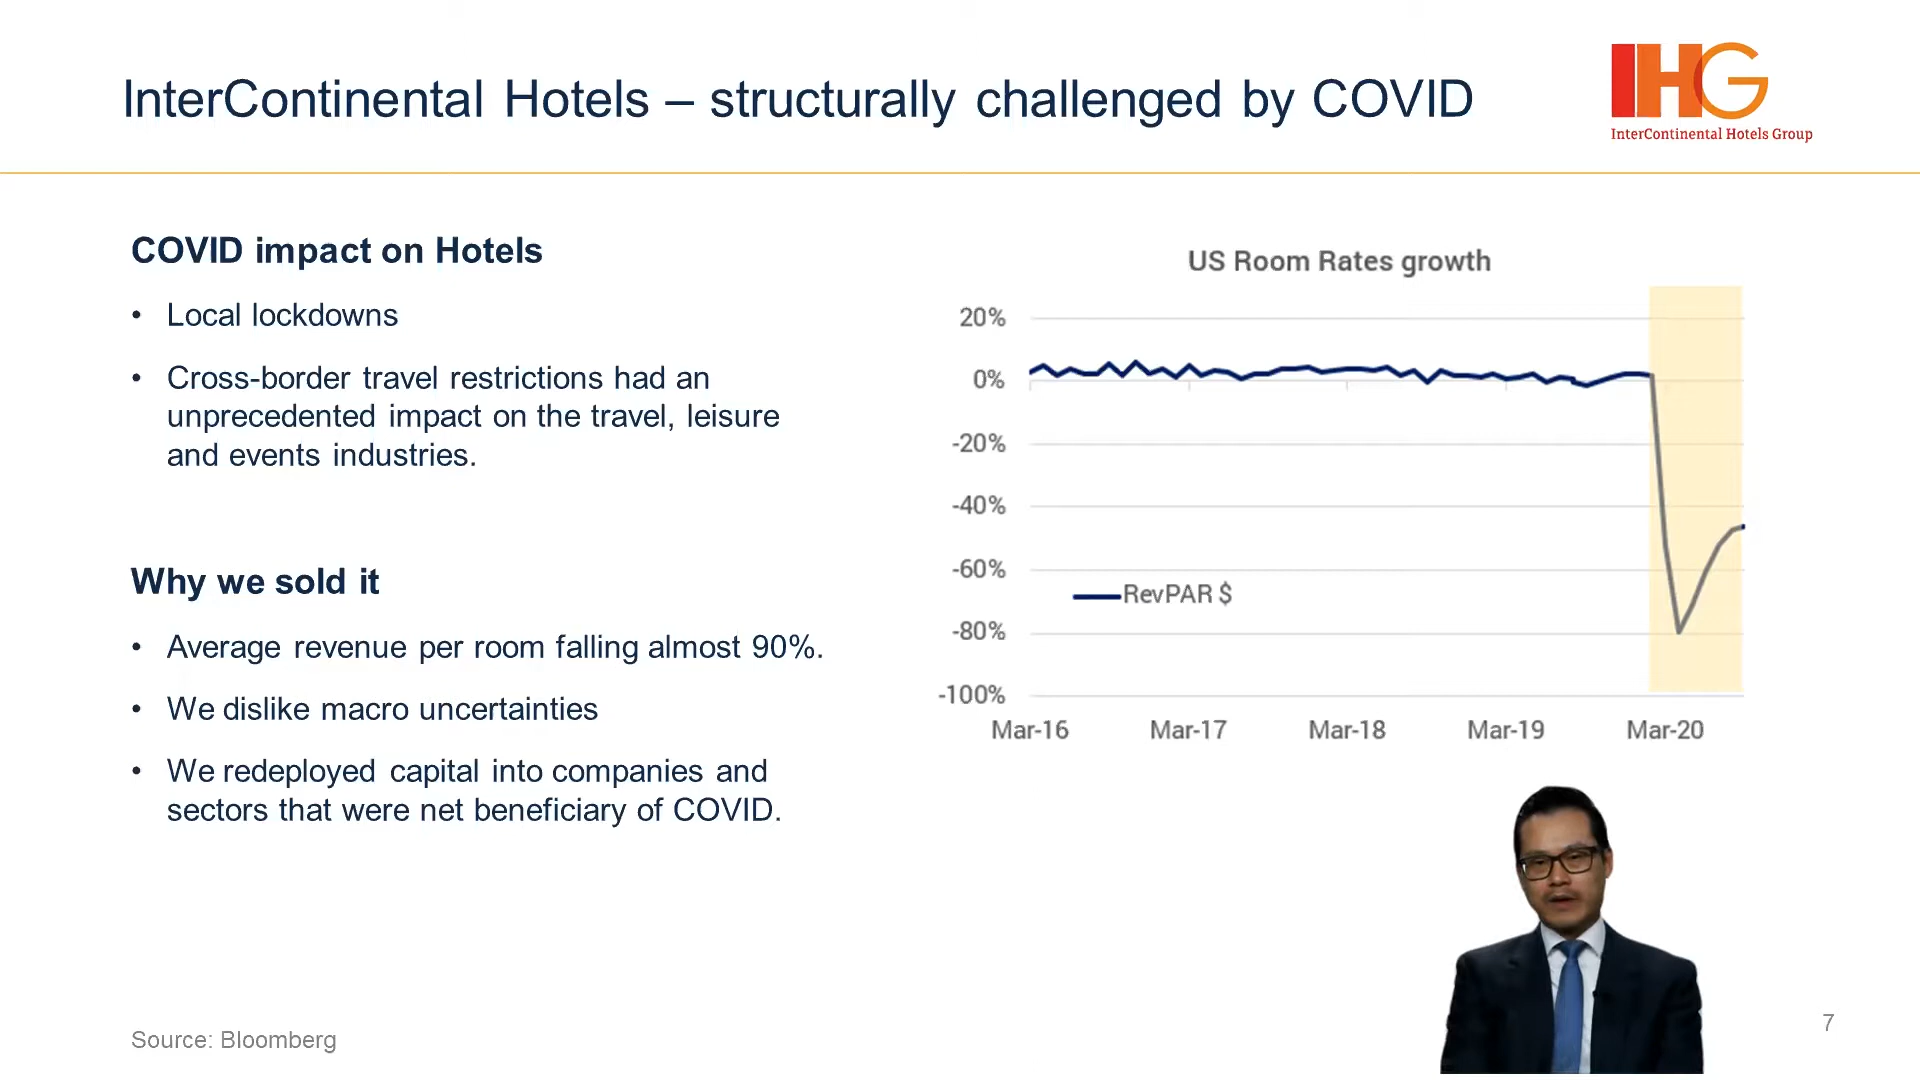 InterContinental Hotels – structurally challenged by COVID
IHG
InterContinental Hotels Group
COVID impact on Hotels
• Local lockdowns
• Cross-border travel restrictions had an
unprecedented impact on the travel, leisure
and events industries.
Why we sold it
• Average revenue per room falling almost 90%.
• We dislike macro uncertainties
• We redeployed capital into companies and
sectors that were net beneficiary of COVID.
US Room Rates growth
20%
0%
-20%
-40%
-60%
-80%
-100%
RevPAR $
Mar-16 Mar-17 Mar-18 Mar-19 Mar-20
Source: Bloomberg
7